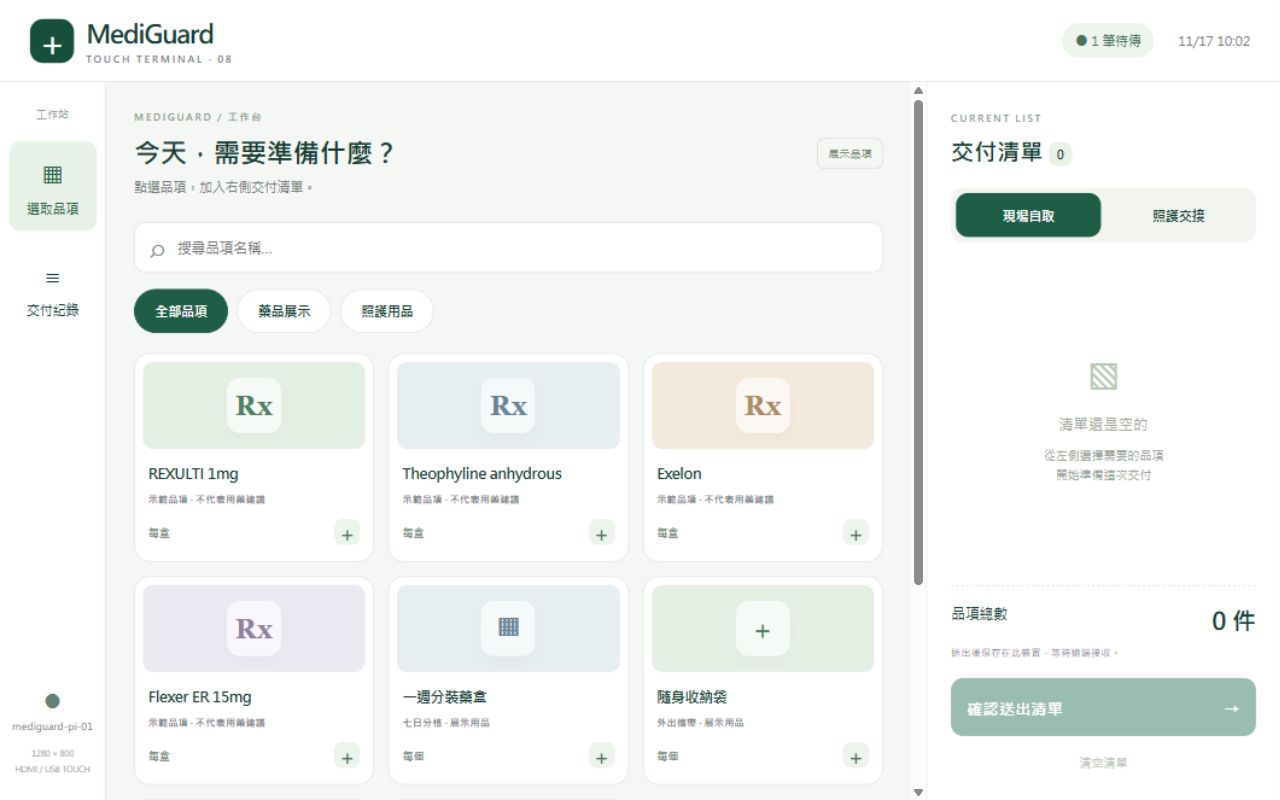 MediGuard
TOUCH TERMINAL · 08
1 筆待傳
11/17 10:02
工作站
選取品項
交付紀錄
mediguard-pi-01
1280 × 800
HDMI / USB TOUCH
MEDIGUARD / 工作台
今天，需要準備什麼？
展示品項
點選品項，加入右側交付清單。
搜尋品項名稱...
全部品項
藥品展示
照護用品
Rx
REXULTI 1mg
示範品項 · 不代表用藥建議
每盒
+
Rx
Theophyline anhydrous
示範品項 · 不代表用藥建議
每盒
+
Rx
Exelon
示範品項 · 不代表用藥建議
每盒
+
Rx
Flexer ER 15mg
示範品項 · 不代表用藥建議
每盒
+
一週分裝藥盒
七日分格 · 展示用品
每個
+
隨身收納袋
外出攜帶 · 展示用品
每個
+
CURRENT LIST
交付清單 0
現場自取
照護交接
清單還是空的
從左側選擇需要的品項
開始準備這次交付
品項總數
0 件
送出後保存在此裝置，等待遠端接收。
確認送出清單 →
清空清單